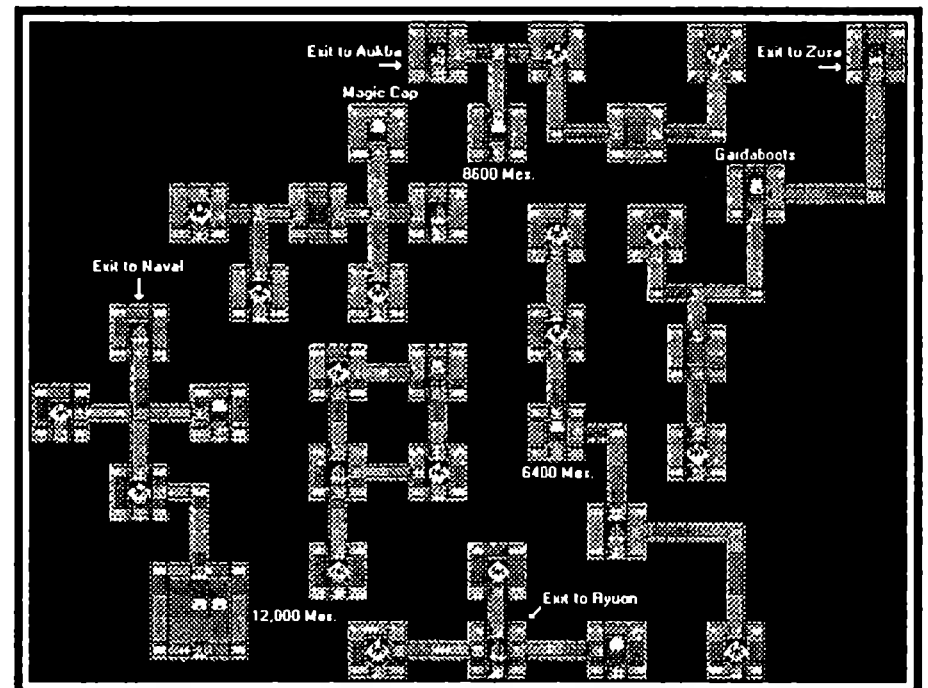 Exit to Aukba
Exit to Zusa
Magic Cap
8600 Mes.
Gardaboots
Exit to Naval
6400 Mes.
Exit to Ryuon
12,000 Mes.